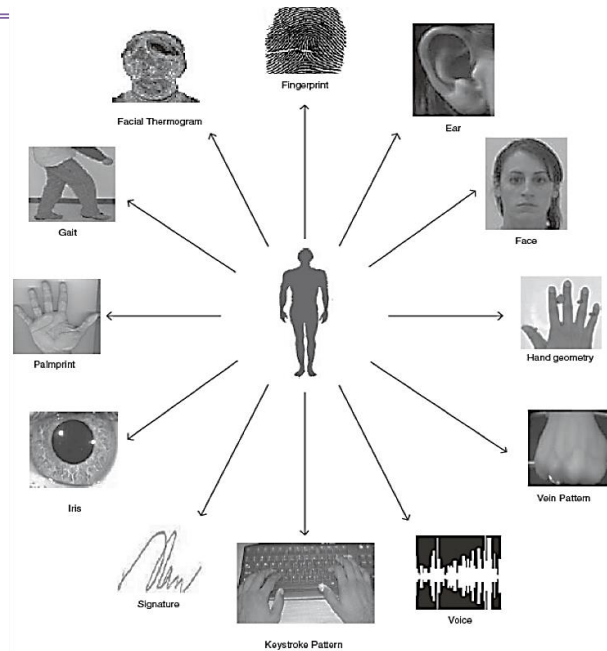 Fingerprint
Facial Thermogram
Ear
Gait
Face
Palmprint
Hand geometry
Iris
Vein Pattern
Signature
Keystroke Pattern
Voice